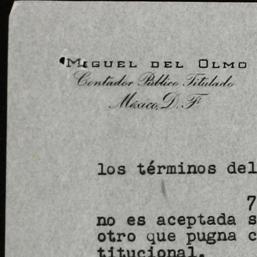 MIGUEL DEL OLMO
Contador Público Titulado
México, D. F.
los términos del
7
no es aceptada s
otro que pugna c
titucional.